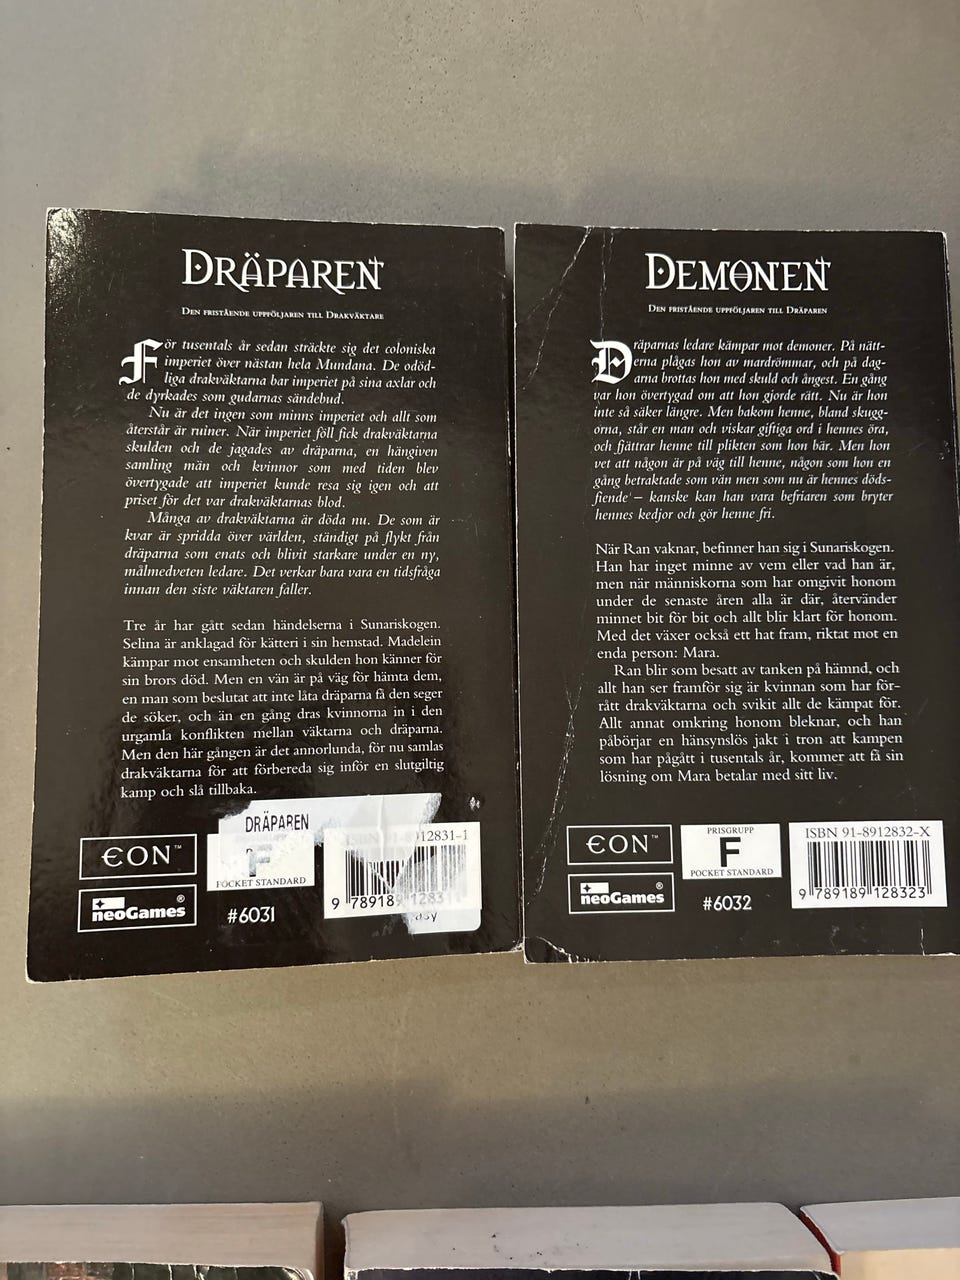 DRÄPAREN
DEN FRISTÅENDE UPPFÖLJAREN TILL DRAKVÄKTARE
För tusentals år sedan sträckte sig det coloniska
imperiet över nästan hela Mundana. De odöd-
liga drakväktarna bar imperiet på sina axlar och
de dyrkades som gudarnas sändebud.
Nu är det ingen som minns imperiet och allt som
återstår är ruiner. När imperiet föll fick drakväktarna
skulden och de jagades av dräparna, en hängiven
samling män och kvinnor som med tiden blev
övertygade att imperiet kunde resa sig igen och att
priset för det var drakväktarnas blod.
Många av drakväktarna är döda nu. De som är
kvar är spridda över världen, ständigt på flykt från
dräparna som enats och blivit starkare under en ny,
målmedveten ledare. Det verkar bara vara en tidsfråga
innan den siste väktaren faller.
Tre år har gått sedan händelserna i Sunariskogen.
Selina är anklagad för kätteri i sin hemstad. Madelein
kämpar mot ensamheten och skulden hon känner för
sin brors död. Men en vän är på väg för hämta dem,
en man som beslutat att inte låta dräparna få den seger
de söker, och än en gång dras kvinnorna in i den
urgamla konflikten mellan väktarna och dräparna.
Men den här gången är det annorlunda, för nu samlas
drakväktarna för att förbereda sig inför en slutgiltig
kamp och slå tillbaka.
DRÄPAREN
EON™
F
POCKET STANDARD
ISBN 91-8912831-1
neoGames®
#6031
9 789189 12831
DEMONEN
DEN FRISTÅENDE UPPFÖLJAREN TILL DRÄPAREN
Dräparnas ledare kämpar mot demoner. På nätt-
erna plågas hon av mardrömmar, och på dag-
arna brottas hon med skuld och ångest. En gång
var hon övertygad om att hon gjorde rätt. Nu är hon
inte så säker längre. Men bakom henne, bland skugg-
orna, står en man och viskar giftiga ord i hennes öra,
och fjättrar henne till plikten som hon bär. Men hon
vet att någon är på väg till henne, någon som hon en
gång betraktade som vän men som nu är hennes döds-
fiende – kanske kan han vara befriaren som bryter
hennes kedjor och gör henne fri.
När Ran vaknar, befinner han sig i Sunariskogen.
Han har inget minne av vem eller vad han är,
men när människorna som har omgivit honom
under de senaste åren alla är där, återvänder
minnet bit för bit och allt blir klart för honom.
Med det växer också ett hat fram, riktat mot en
enda person: Mara.
Ran blir som besatt av tanken på hämnd, och
allt han ser framför sig är kvinnan som har för-
rått drakväktarna och svikit allt de kämpat för.
Allt annat omkring honom bleknar, och han
påbörjar en hänsynslös jakt i tron att kampen
som har pågått i tusentals år, kommer att få sin
lösning om Mara betalar med sitt liv.
EON™
PRISGRUPP
F
POCKET STANDARD
ISBN 91-8912832-X
neoGames®
#6032
9 789189 128323